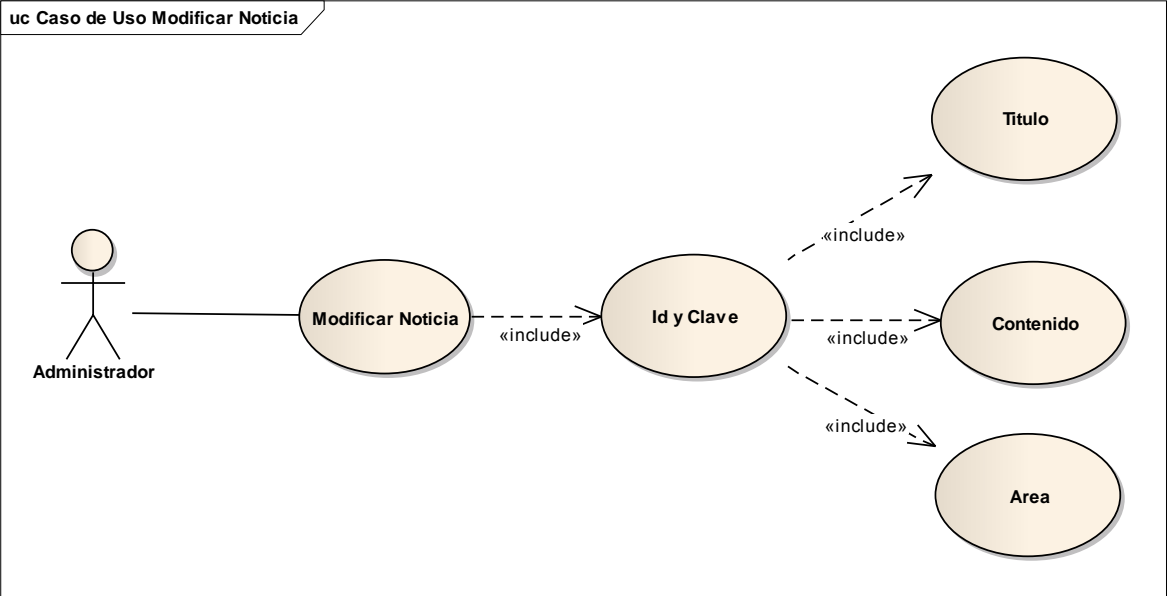 uc Caso de Uso Modificar Noticia
Titulo
«include»
Administrador
Modificar Noticia
«include»
Id y Clave
«include»
Contenido
«include»
Area